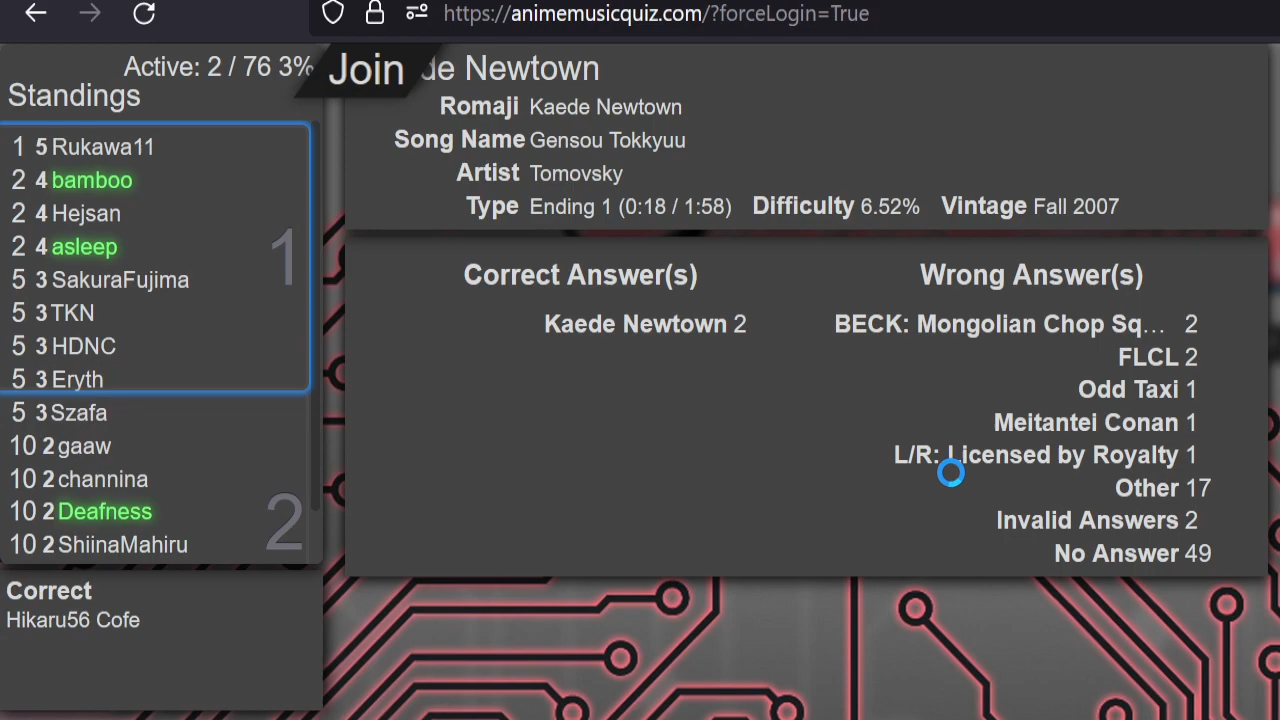 https://animemusicquiz.com/?forceLogin=True
Active: 2 / 76 3%
Join
de Newtown
Standings
1 5 Rukawa11
2 4 bamboo
2 4 Hejsan
2 4 asleep
5 3 SakuraFujima
5 3 TKN
5 3 HDNC
5 3 Eryth
1
5 3 Szafa
10 2 gaaw
10 2 channina
10 2 Deafness
10 2 ShiinaMahiru
2
Correct
Hikaru56 Cofe
Romaji Kaede Newtown
Song Name Gensou Tokkyuu
Artist Tomovsky
Type Ending 1 (0:18 / 1:58) Difficulty 6.52% Vintage Fall 2007
Correct Answer(s)
Kaede Newtown 2
Wrong Answer(s)
BECK: Mongolian Chop Sq... 2
FLCL 2
Odd Taxi 1
Meitantei Conan 1
L/R: Licensed by Royalty 1
Other 17
Invalid Answers 2
No Answer 49